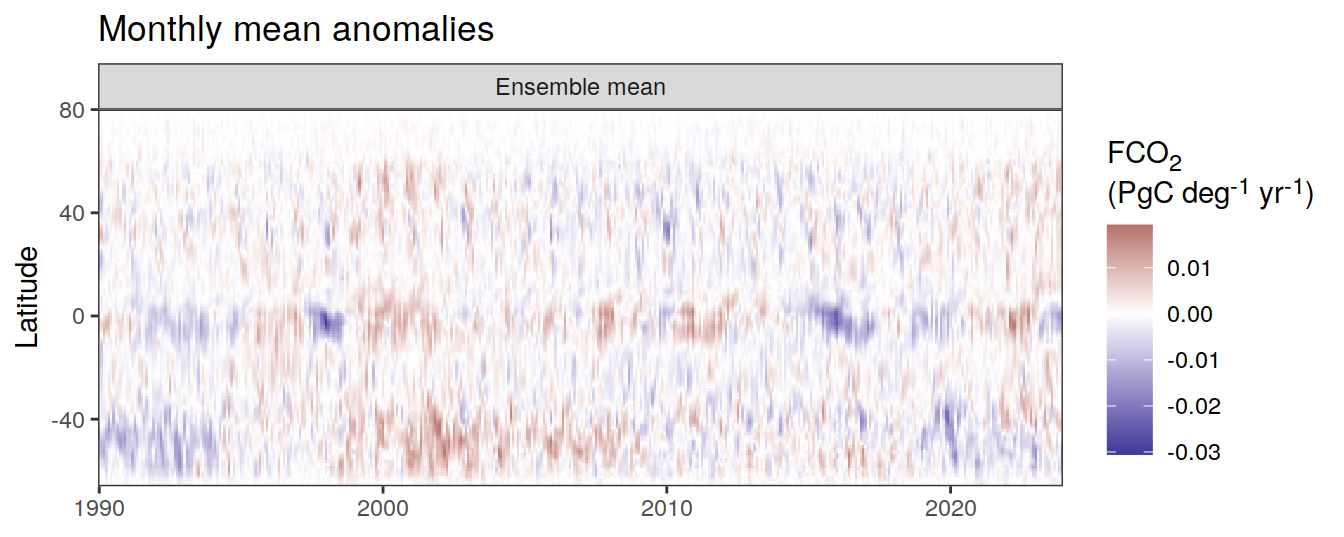 Monthly mean anomalies
Ensemble mean
80
40
0
-40
Latitude
1990 2000 2010 2020
FCO₂
(PgC deg⁻¹ yr⁻¹)
0.01
0.00
-0.01
-0.02
-0.03